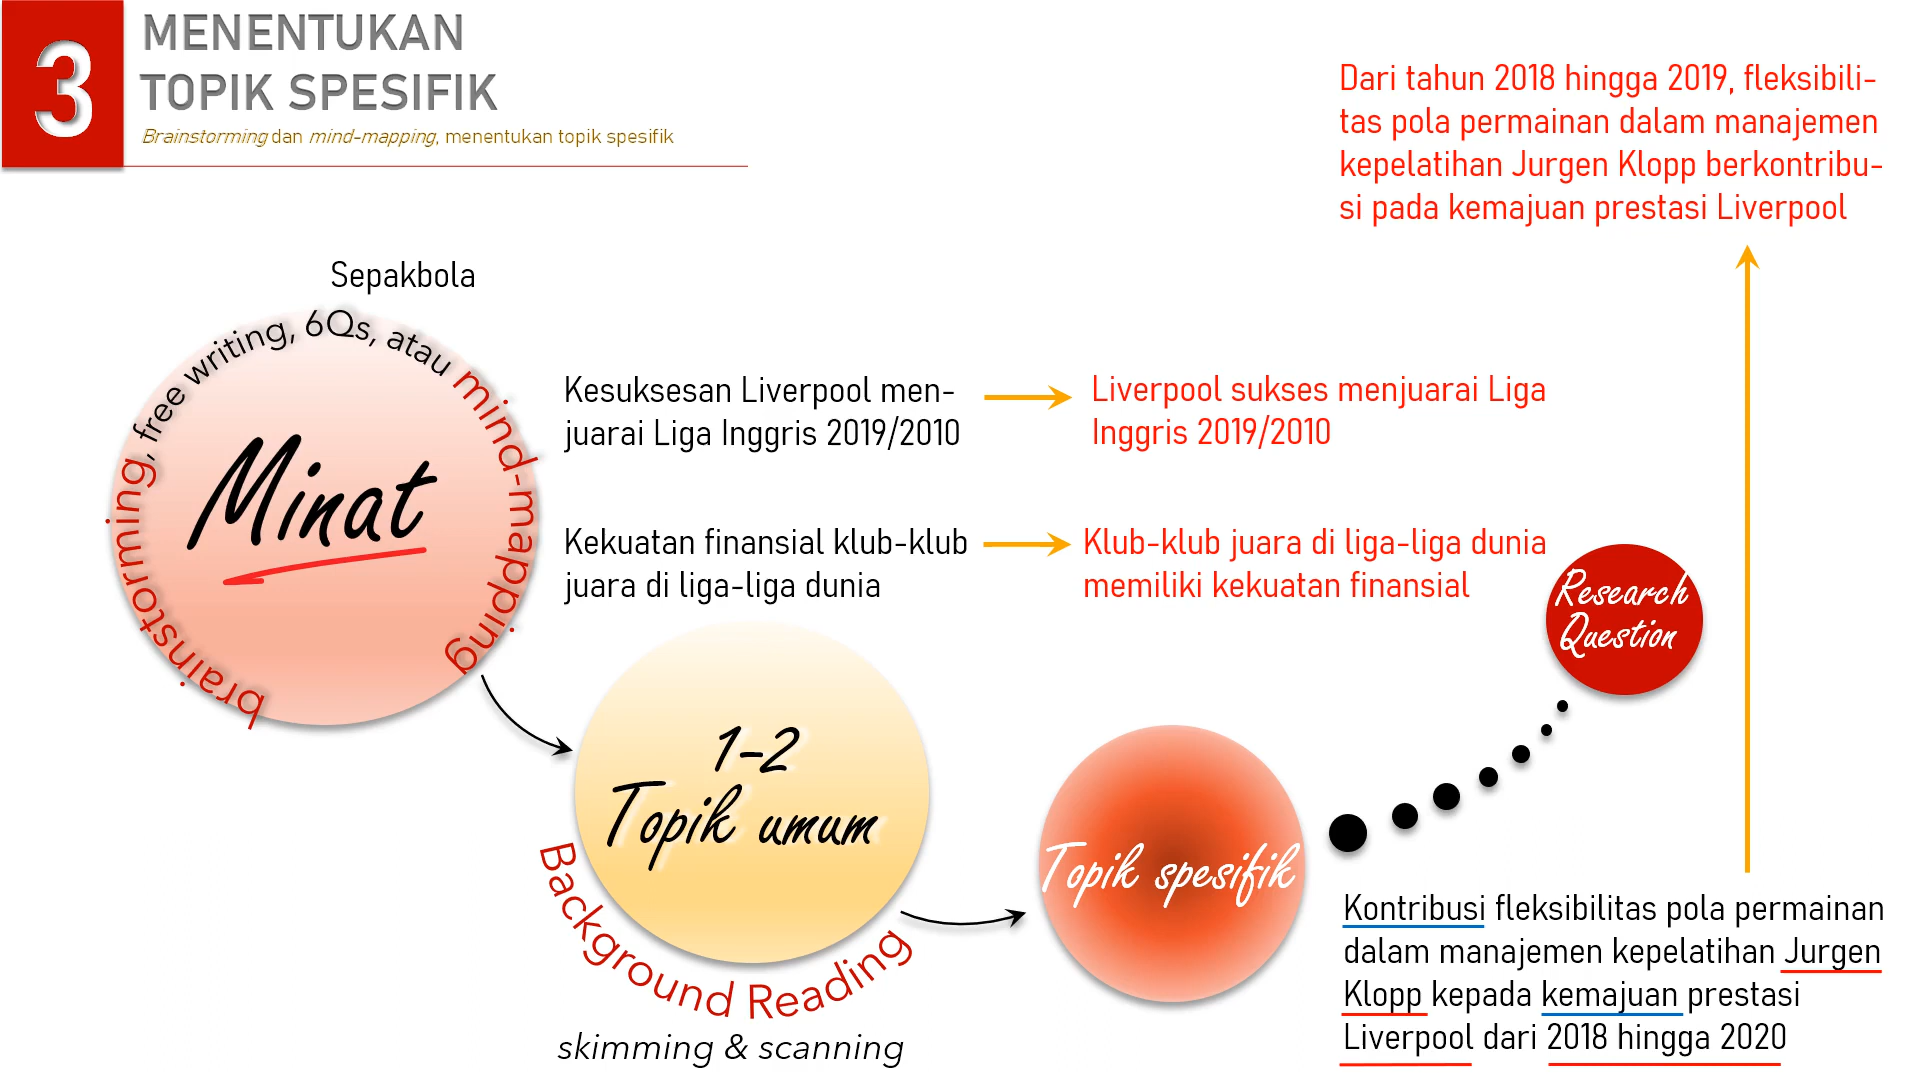 3
MENENTUKAN
TOPIK SPESIFIK
Brainstorming dan mind-mapping, menentukan topik spesifik
Dari tahun 2018 hingga 2019, fleksibili-
tas pola permainan dalam manajemen
kepelatihan Jurgen Klopp berkontribu-
si pada kemajuan prestasi Liverpool
Sepakbola
brainstorming, free writing, 6Qs, atau mind-mapping
Minat
Kesuksesan Liverpool men-
juarai Liga Inggris 2019/2010
Liverpool sukses menjuarai Liga
Inggris 2019/2010
Kekuatan finansial klub-klub
juara di liga-liga dunia
Klub-klub juara di liga-liga dunia
memiliki kekuatan finansial
Research
Question
1-2
Topik umum
Background Reading
skimming & scanning
Topik spesifik
Kontribusi fleksibilitas pola permainan
dalam manajemen kepelatihan Jurgen
Klopp kepada kemajuan prestasi
Liverpool dari 2018 hingga 2020